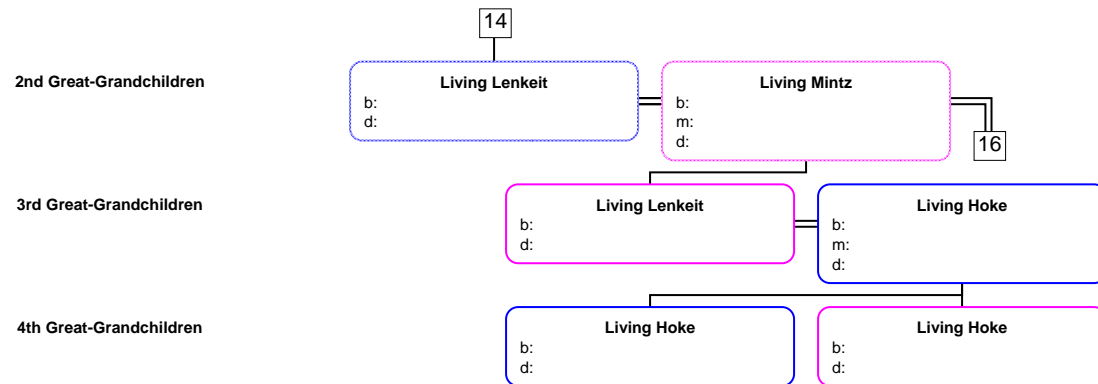 14
2nd Great-Grandchildren
Living Lenkeit
b:
d:
Living Mintz
b:
m:
d:
16
3rd Great-Grandchildren
Living Lenkeit
b:
d:
Living Hoke
b:
m:
d:
4th Great-Grandchildren
Living Hoke
b:
d:
Living Hoke
b:
d: